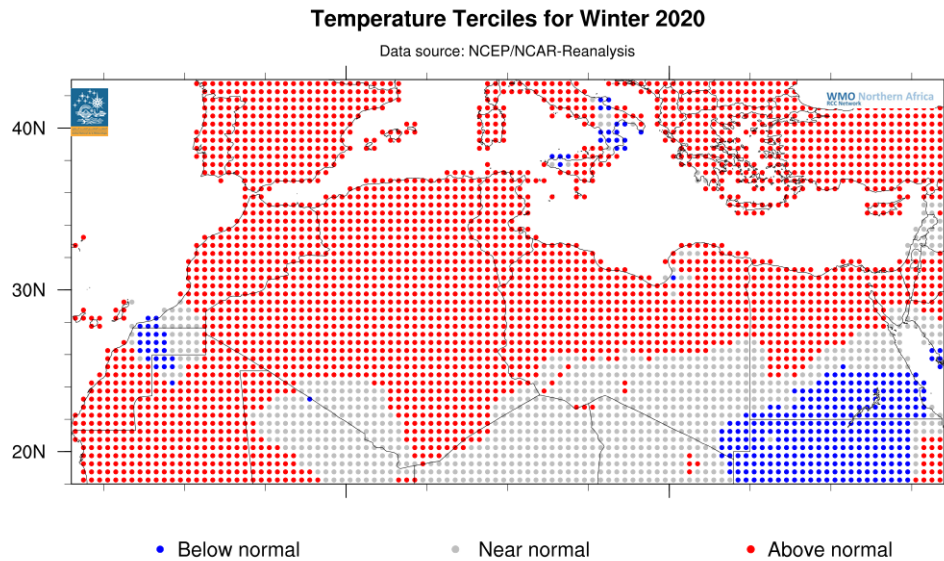 Temperature Terciles for Winter 2020
Data source: NCEP/NCAR-Reanalysis
WMO Northern Africa
RCC Network
40N
30N
20N
Below normal
Near normal
Above normal